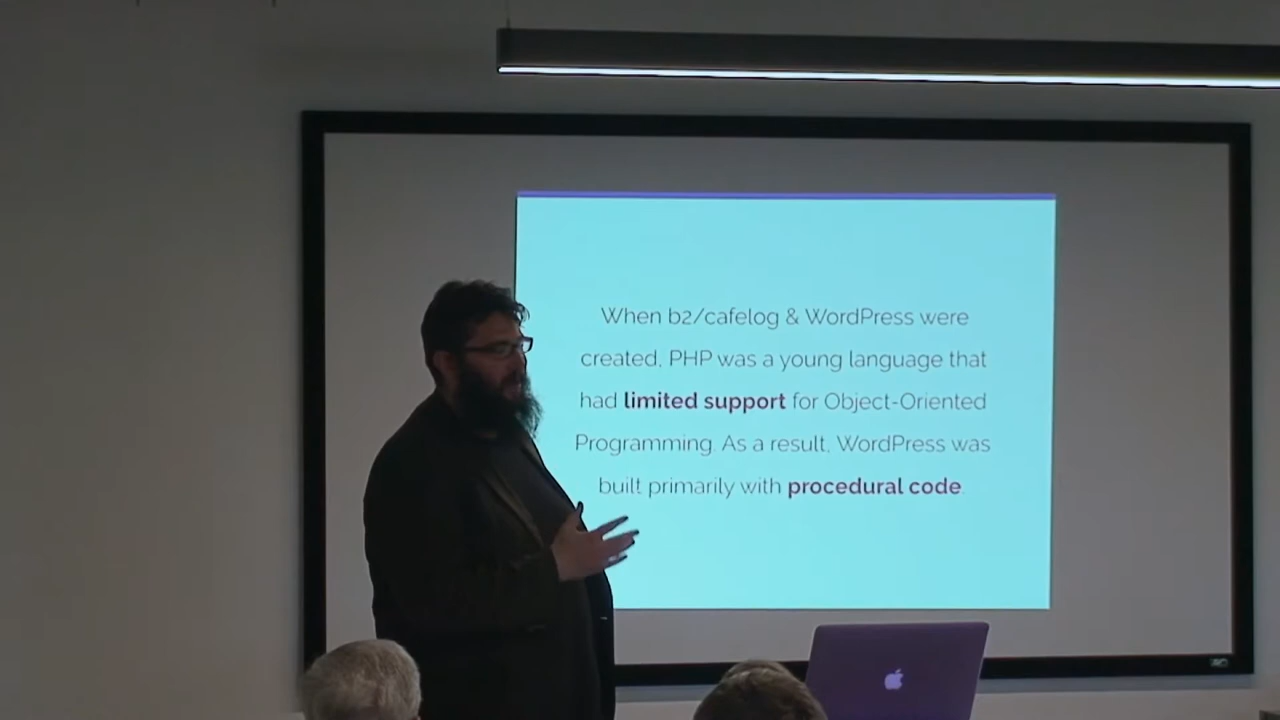 When b2/cafelog & WordPress were
created, PHP was a young language that
had limited support for Object-Oriented
Programming. As a result, WordPress was
built primarily with procedural code